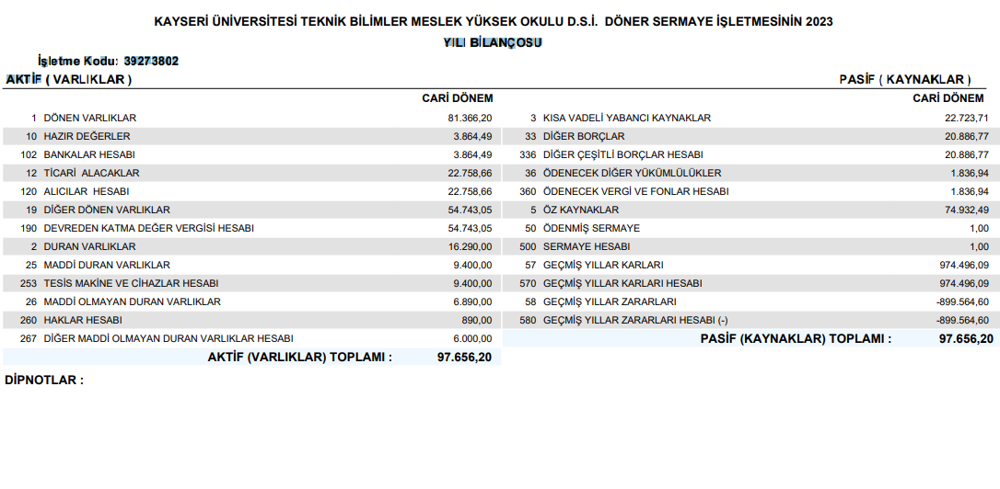 KAYSERİ ÜNİVERSİTESİ TEKNİK BİLİMLER MESLEK YÜKSEK OKULU D.S.İ. DÖNER SERMAYE İŞLETMESİNİN 2023
YILI BİLANÇOSU
İşletme Kodu: 39273802
AKTİF ( VARLIKLAR )
CARİ DÖNEM
1 DÖNEN VARLIKLAR 81.366,20
10 HAZIR DEĞERLER 3.864,49
102 BANKALAR HESABI 3.864,49
12 TİCARİ ALACAKLAR 22.758,66
120 ALICILAR HESABI 22.758,66
19 DİĞER DÖNEN VARLIKLAR 54.743,05
190 DEVREDEN KATMA DEĞER VERGİSİ HESABI 54.743,05
2 DURAN VARLIKLAR 16.290,00
25 MADDİ DURAN VARLIKLAR 9.400,00
253 TESİS MAKİNE VE CİHAZLAR HESABI 9.400,00
26 MADDİ OLMAYAN DURAN VARLIKLAR 6.890,00
260 HAKLAR HESABI 890,00
267 DİĞER MADDİ OLMAYAN DURAN VARLIKLAR HESABI 6.000,00
AKTİF (VARLIKLAR) TOPLAMI : 97.656,20
PASİF ( KAYNAKLAR )
CARİ DÖNEM
3 KISA VADELİ YABANCI KAYNAKLAR 22.723,71
33 DİĞER BORÇLAR 20.886,77
336 DİĞER ÇEŞİTLİ BORÇLAR HESABI 20.886,77
36 ÖDENECEK DİĞER YÜKÜMLÜLÜKLER 1.836,94
360 ÖDENECEK VERGİ VE FONLAR HESABI 1.836,94
5 ÖZ KAYNAKLAR 74.932,49
50 ÖDENMİŞ SERMAYE 1,00
500 SERMAYE HESABI 1,00
57 GEÇMİŞ YILLAR KARLARI 974.496,09
570 GEÇMİŞ YILLAR KARLARI HESABI 974.496,09
58 GEÇMİŞ YILLAR ZARARLARI -899.564,60
580 GEÇMİŞ YILLAR ZARARLARI HESABI (-) -899.564,60
PASİF (KAYNAKLAR) TOPLAMI : 97.656,20
DİPNOTLAR :